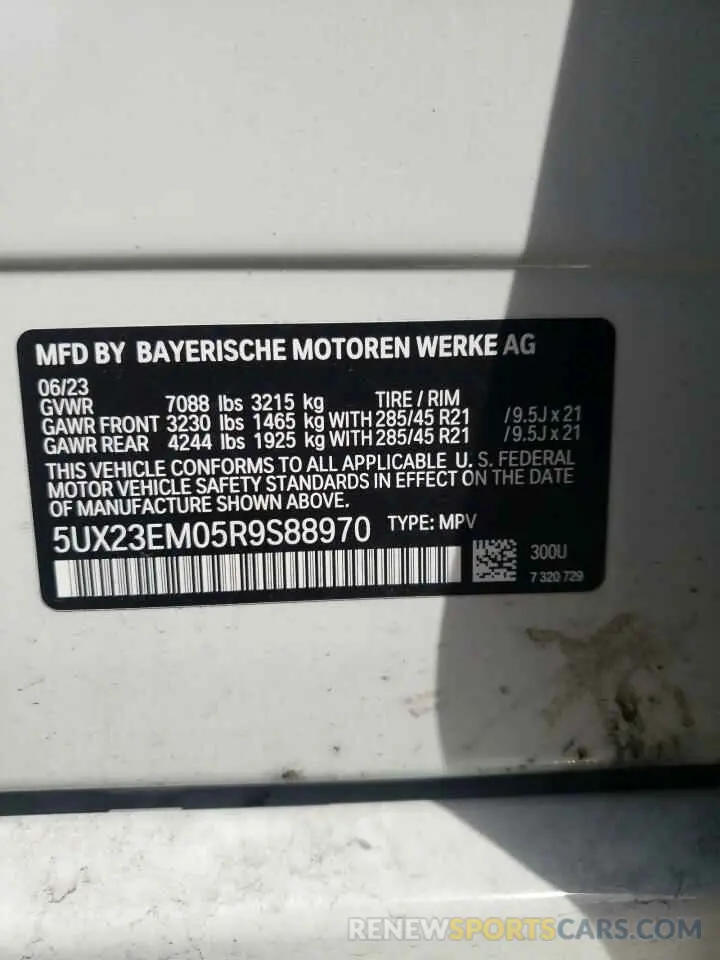 MFD BY BAYERISCHE MOTOREN WERKE AG
06/23
GVWR 7088 lbs 3215 kg TIRE / RIM
GAWR FRONT 3230 lbs 1465 kg WITH 285/45 R21 /9.5J x 21
GAWR REAR 4244 lbs 1925 kg WITH 285/45 R21 /9.5J x 21
THIS VEHICLE CONFORMS TO ALL APPLICABLE U. S. FEDERAL
MOTOR VEHICLE SAFETY STANDARDS IN EFFECT ON THE DATE
OF MANUFACTURE SHOWN ABOVE.
5UX23EM05R9S88970 TYPE: MPV
300U
7 320 729
RENEWSPORTSCARS.COM